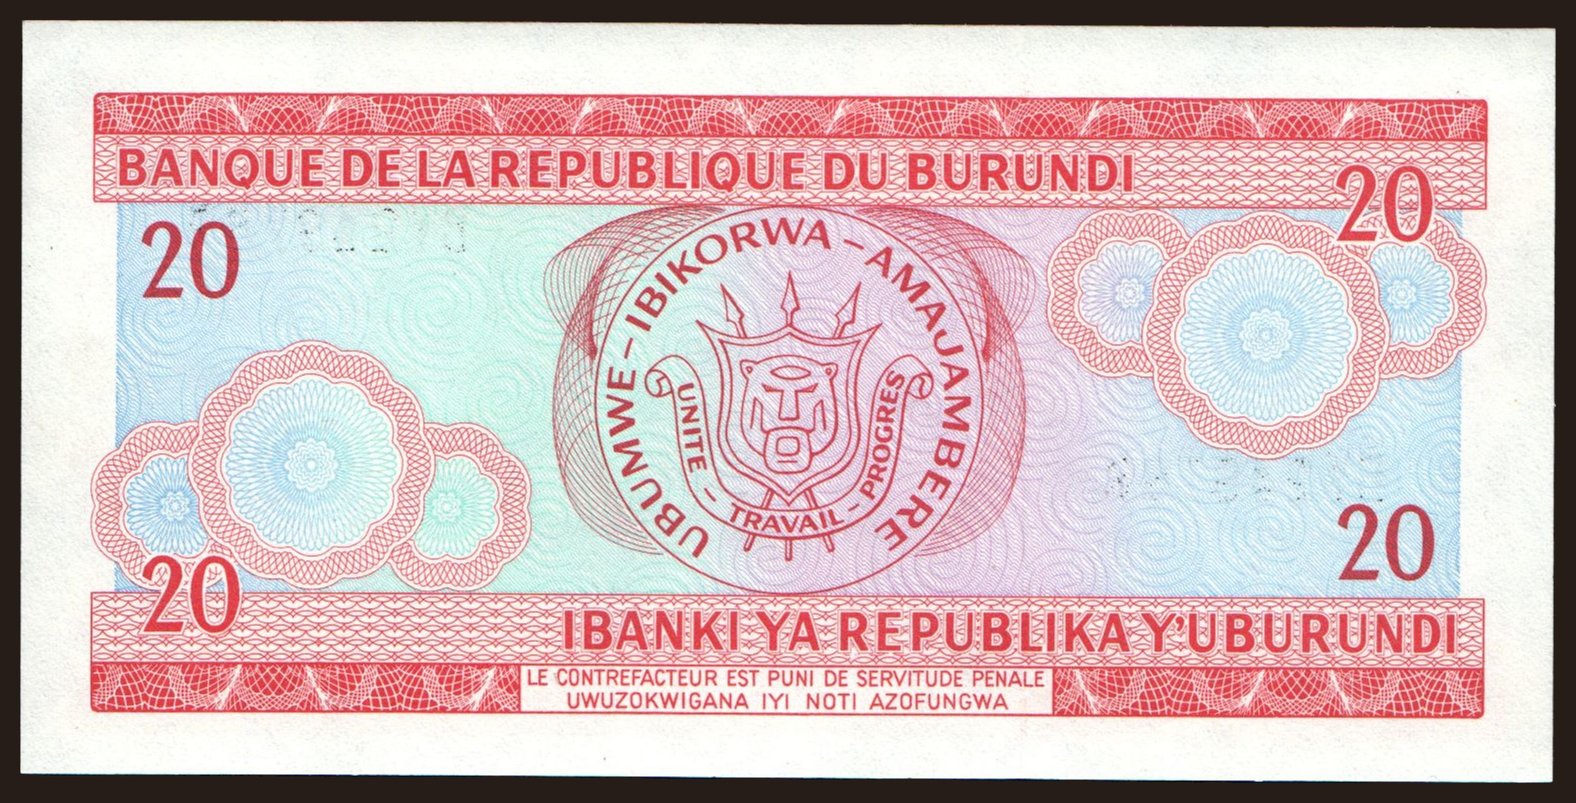 BANQUE DE LA REPUBLIQUE DU BURUNDI
20
20
UBUMWE - IBIKORWA - AMAJAMBERE
UNITE - TRAVAIL - PROGRES
20
20
IBANKI YA REPUBLIKA Y'UBURUNDI
LE CONTREFACTEUR EST PUNI DE SERVITUDE PENALE
UWUZOKWIGANA IYI NOTI AZOFUNGWA